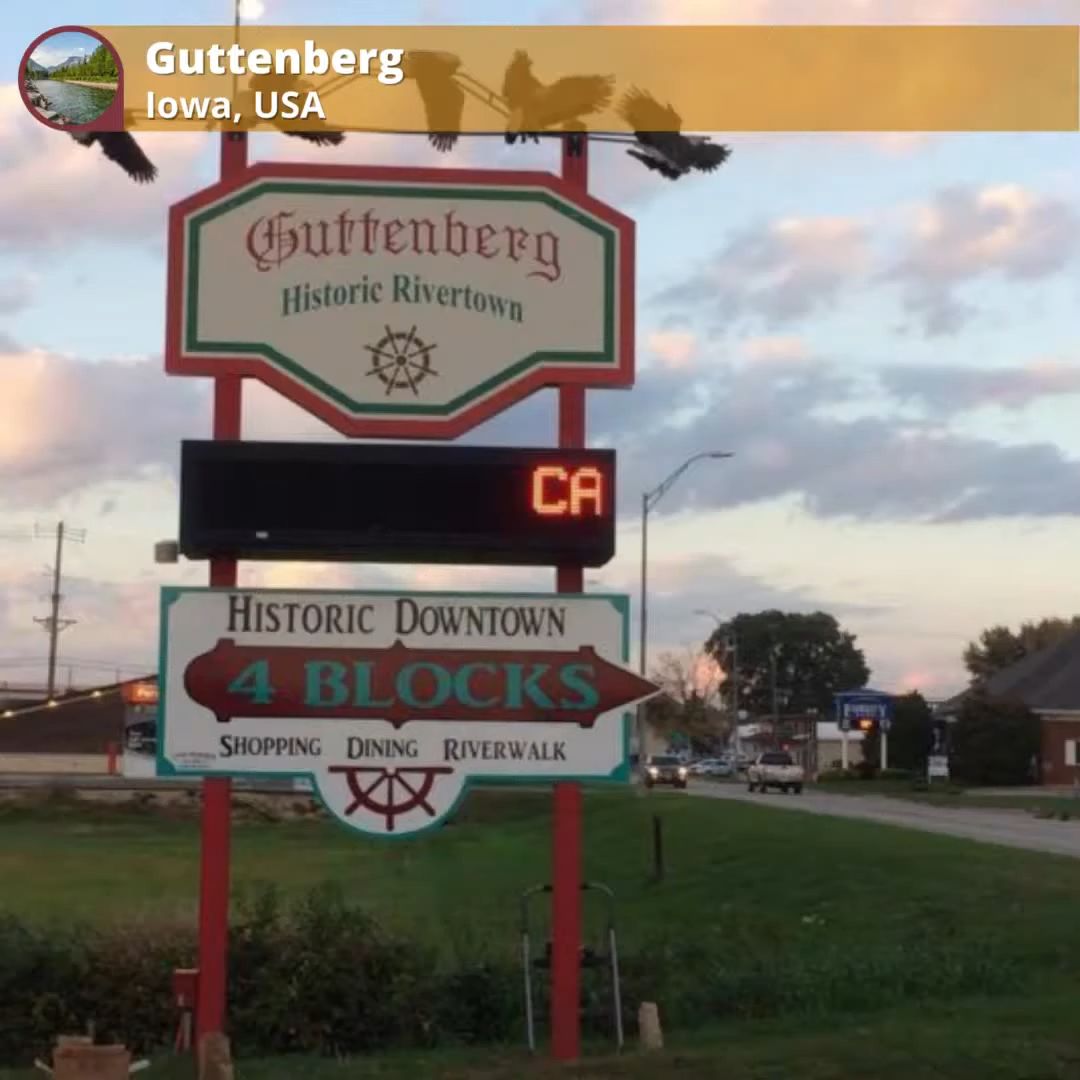 Guttenberg
Iowa, USA
Guttenberg
Historic Rivertown
CA
HISTORIC DOWNTOWN
4 BLOCKS
SHOPPING DINING RIVERWALK